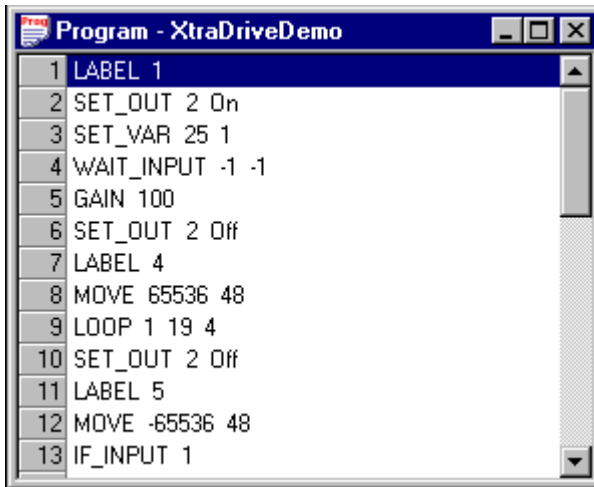 Prog
Program - XtraDriveDemo
1 LABEL 1
2 SET_OUT 2 On
3 SET_VAR 25 1
4 WAIT_INPUT -1 -1
5 GAIN 100
6 SET_OUT 2 Off
7 LABEL 4
8 MOVE 65536 48
9 LOOP 1 19 4
10 SET_OUT 2 Off
11 LABEL 5
12 MOVE -65536 48
13 IF_INPUT 1